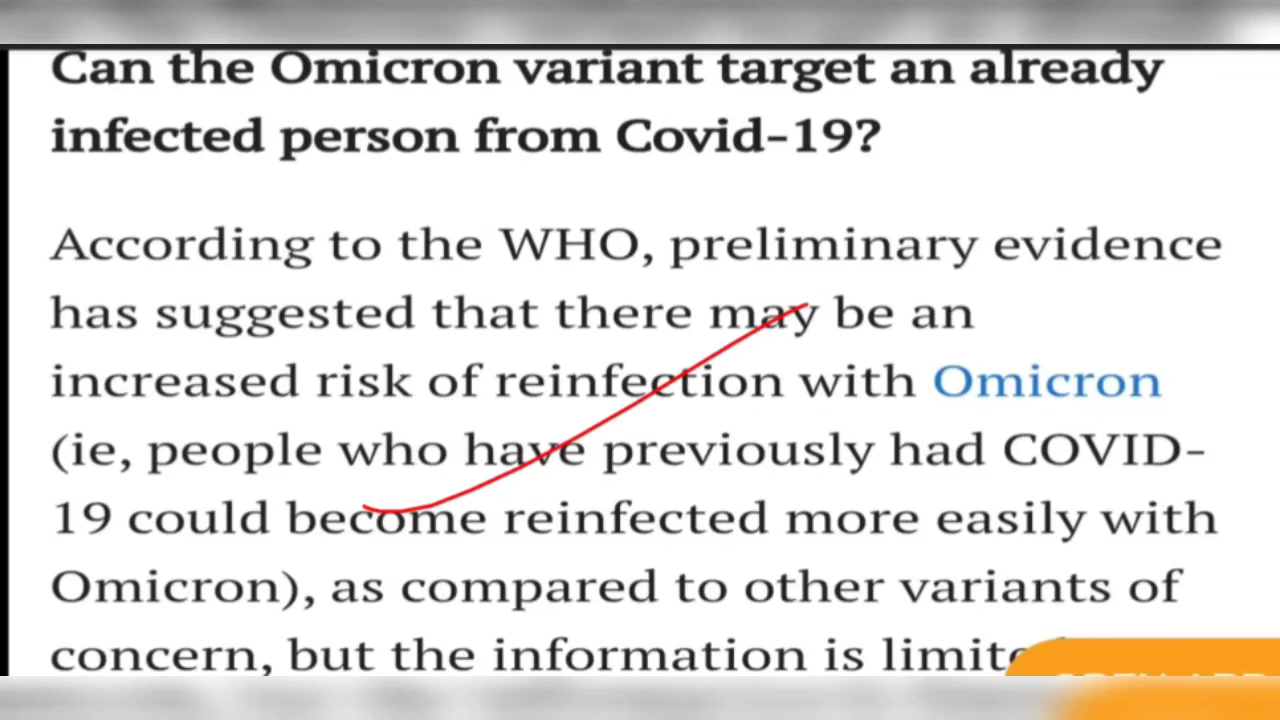 Can the Omicron variant target an already
infected person from Covid-19?
According to the WHO, preliminary evidence
has suggested that there may be an
increased risk of reinfection with Omicron
(ie, people who have previously had COVID-
19 could become reinfected more easily with
Omicron), as compared to other variants of
concern, but the information is